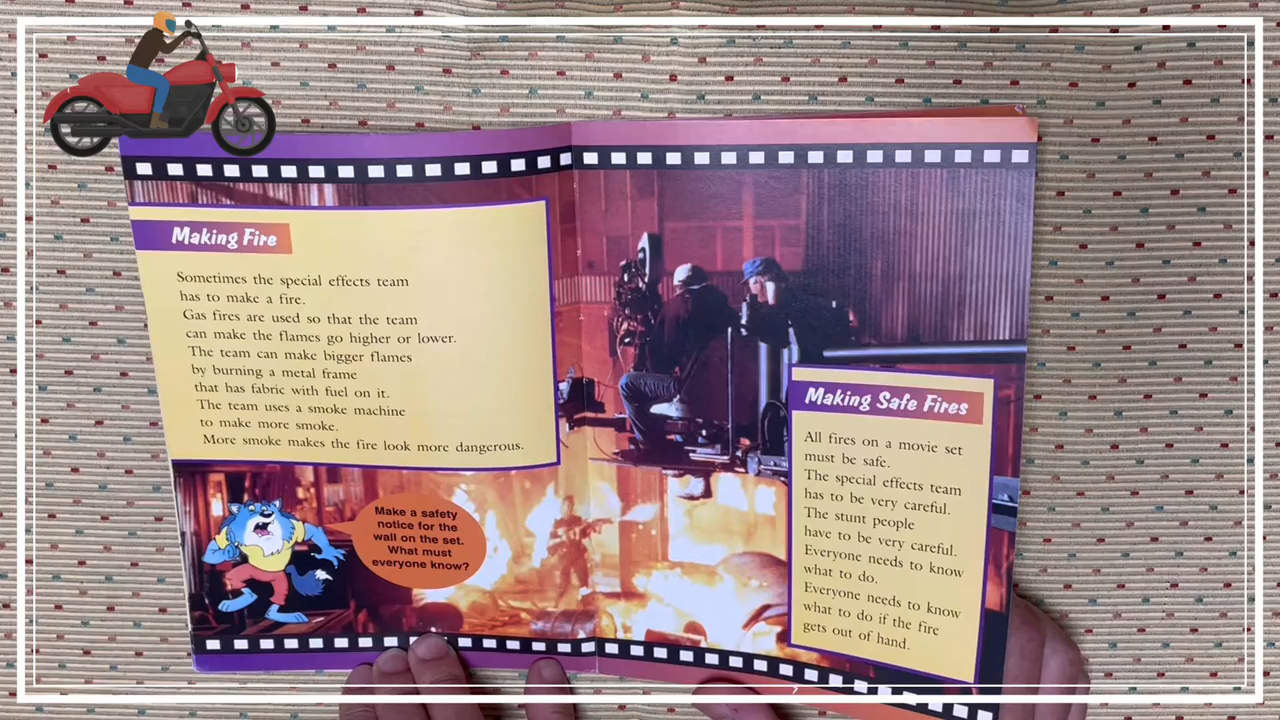 Making Fire
Sometimes the special effects team
has to make a fire.
Gas fires are used so that the team
can make the flames go higher or lower.
The team can make bigger flames
by burning a metal frame
that has fabric with fuel on it.
The team uses a smoke machine
to make more smoke.
More smoke makes the fire look more dangerous.
Make a safety
notice for the
wall on the set.
What must
everyone know?
Making Safe Fires
All fires on a movie set
must be safe.
The special effects team
has to be very careful.
The stunt people
have to be very careful.
Everyone needs to know
what to do.
Everyone needs to know
what to do if the fire
gets out of hand.
7